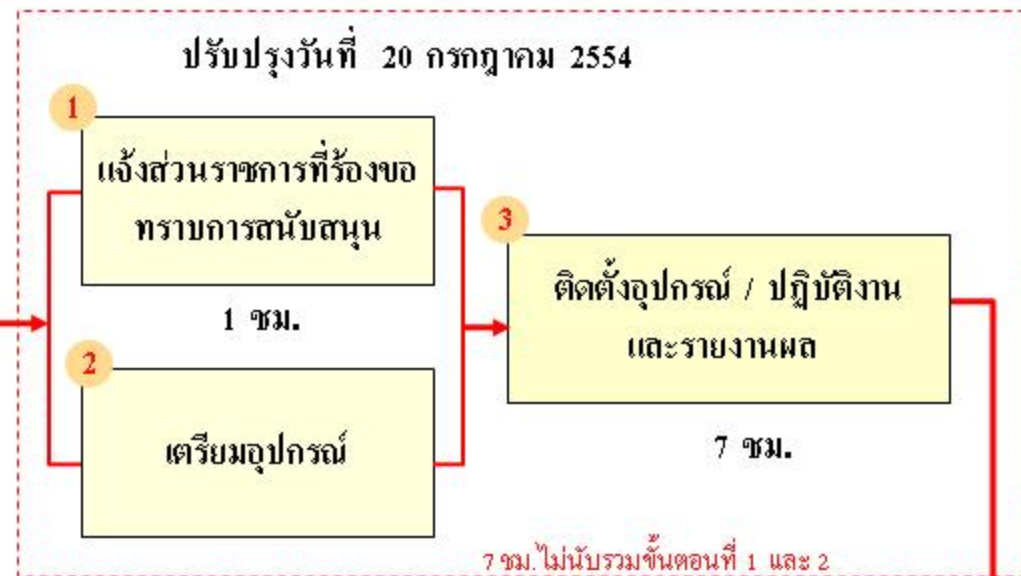 ปรับปรุงวันที่ 20 กรกฎาคม 2554
1
แจ้งส่วนราชการที่ร้องขอ
ทราบการสนับสนุน
1 ชม.
2
เตรียมอุปกรณ์
3
ติดตั้งอุปกรณ์ / ปฏิบัติงาน
และรายงานผล
7 ชม.
7 ชม.ไม่นับรวมขั้นตอนที่ 1 และ 2